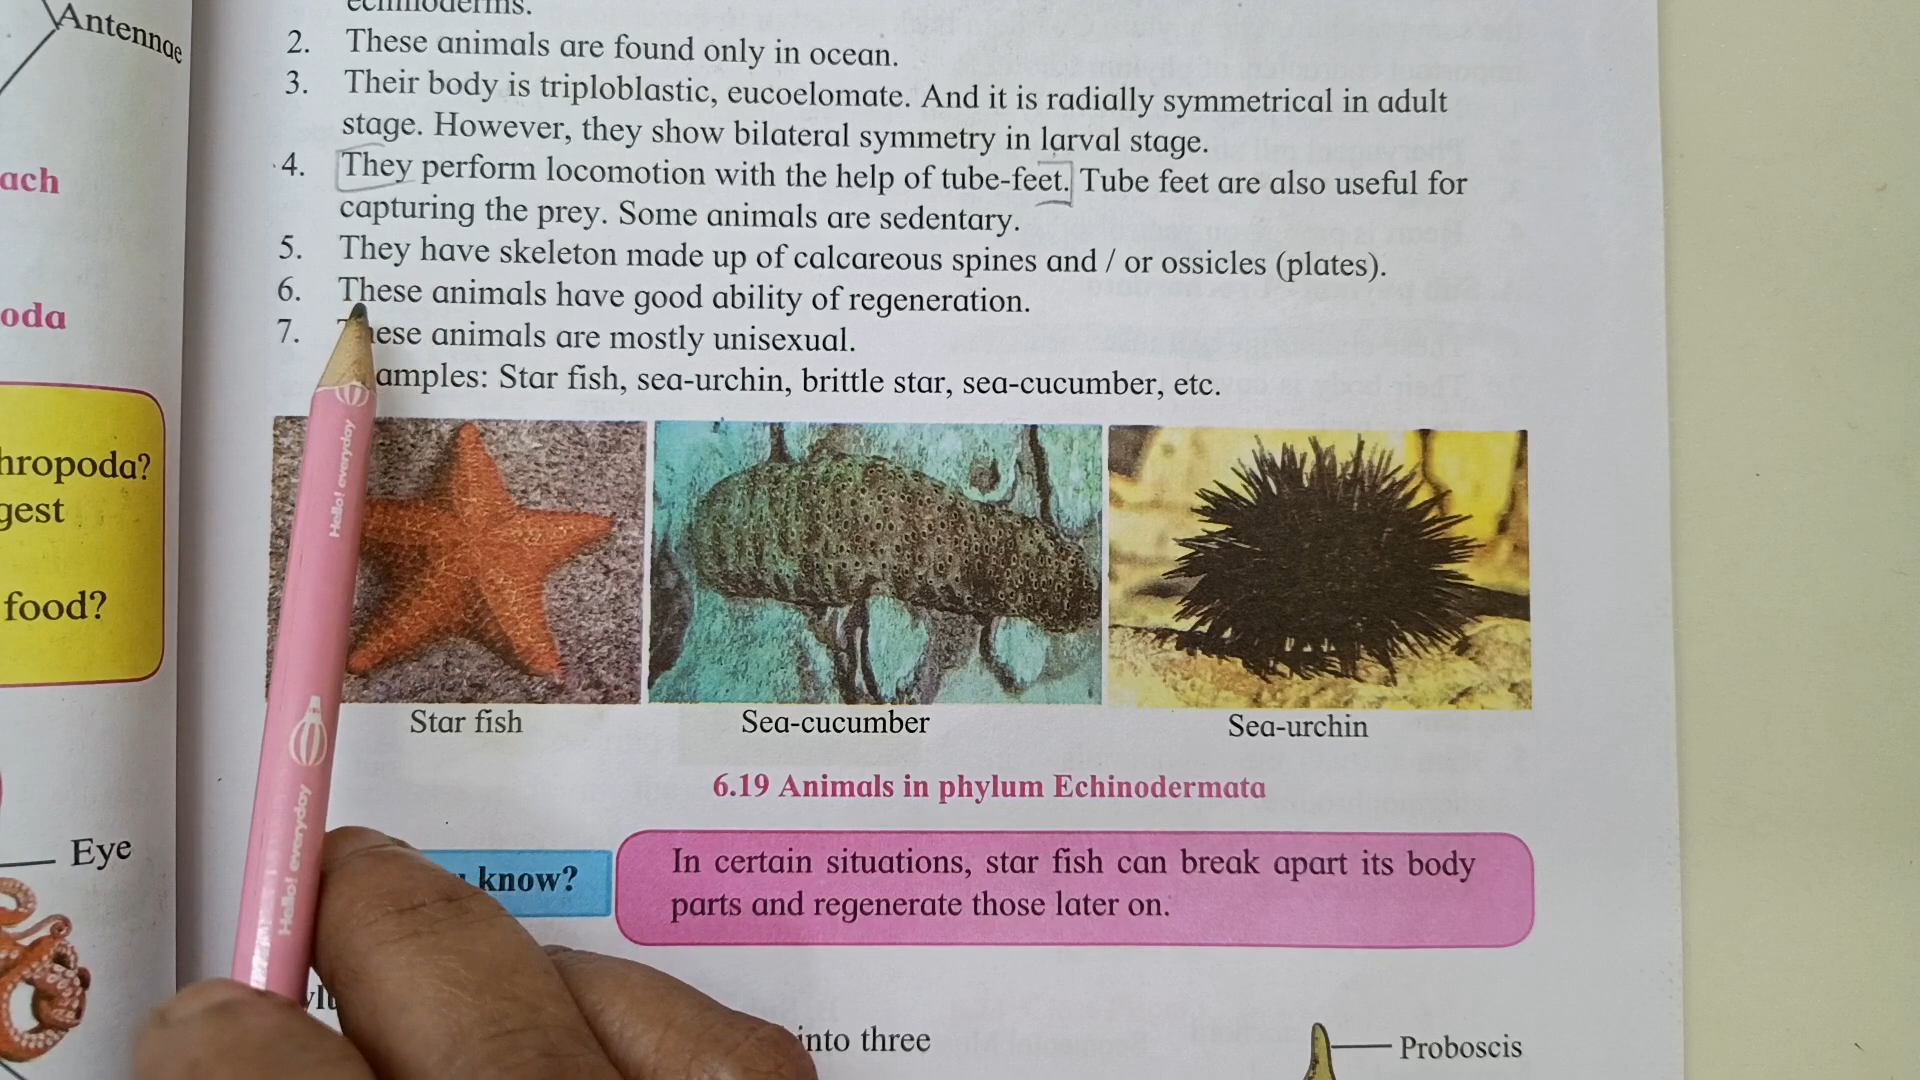 Antennae
ach
oda
hropoda?
gest
food?
Eye
2. These animals are found only in ocean.
3. Their body is triploblastic, eucoelomate. And it is radially symmetrical in adult
stage. However, they show bilateral symmetry in larval stage.
4. They perform locomotion with the help of tube-feet. Tube feet are also useful for
capturing the prey. Some animals are sedentary.
5. They have skeleton made up of calcareous spines and / or ossicles (plates).
6. These animals have good ability of regeneration.
7. These animals are mostly unisexual.
amples: Star fish, sea-urchin, brittle star, sea-cucumber, etc.
Hello! everyday
Hello! everyday
Star fish
Sea-cucumber
Sea-urchin
6.19 Animals in phylum Echinodermata
know?
In certain situations, star fish can break apart its body
parts and regenerate those later on.
into three
Proboscis